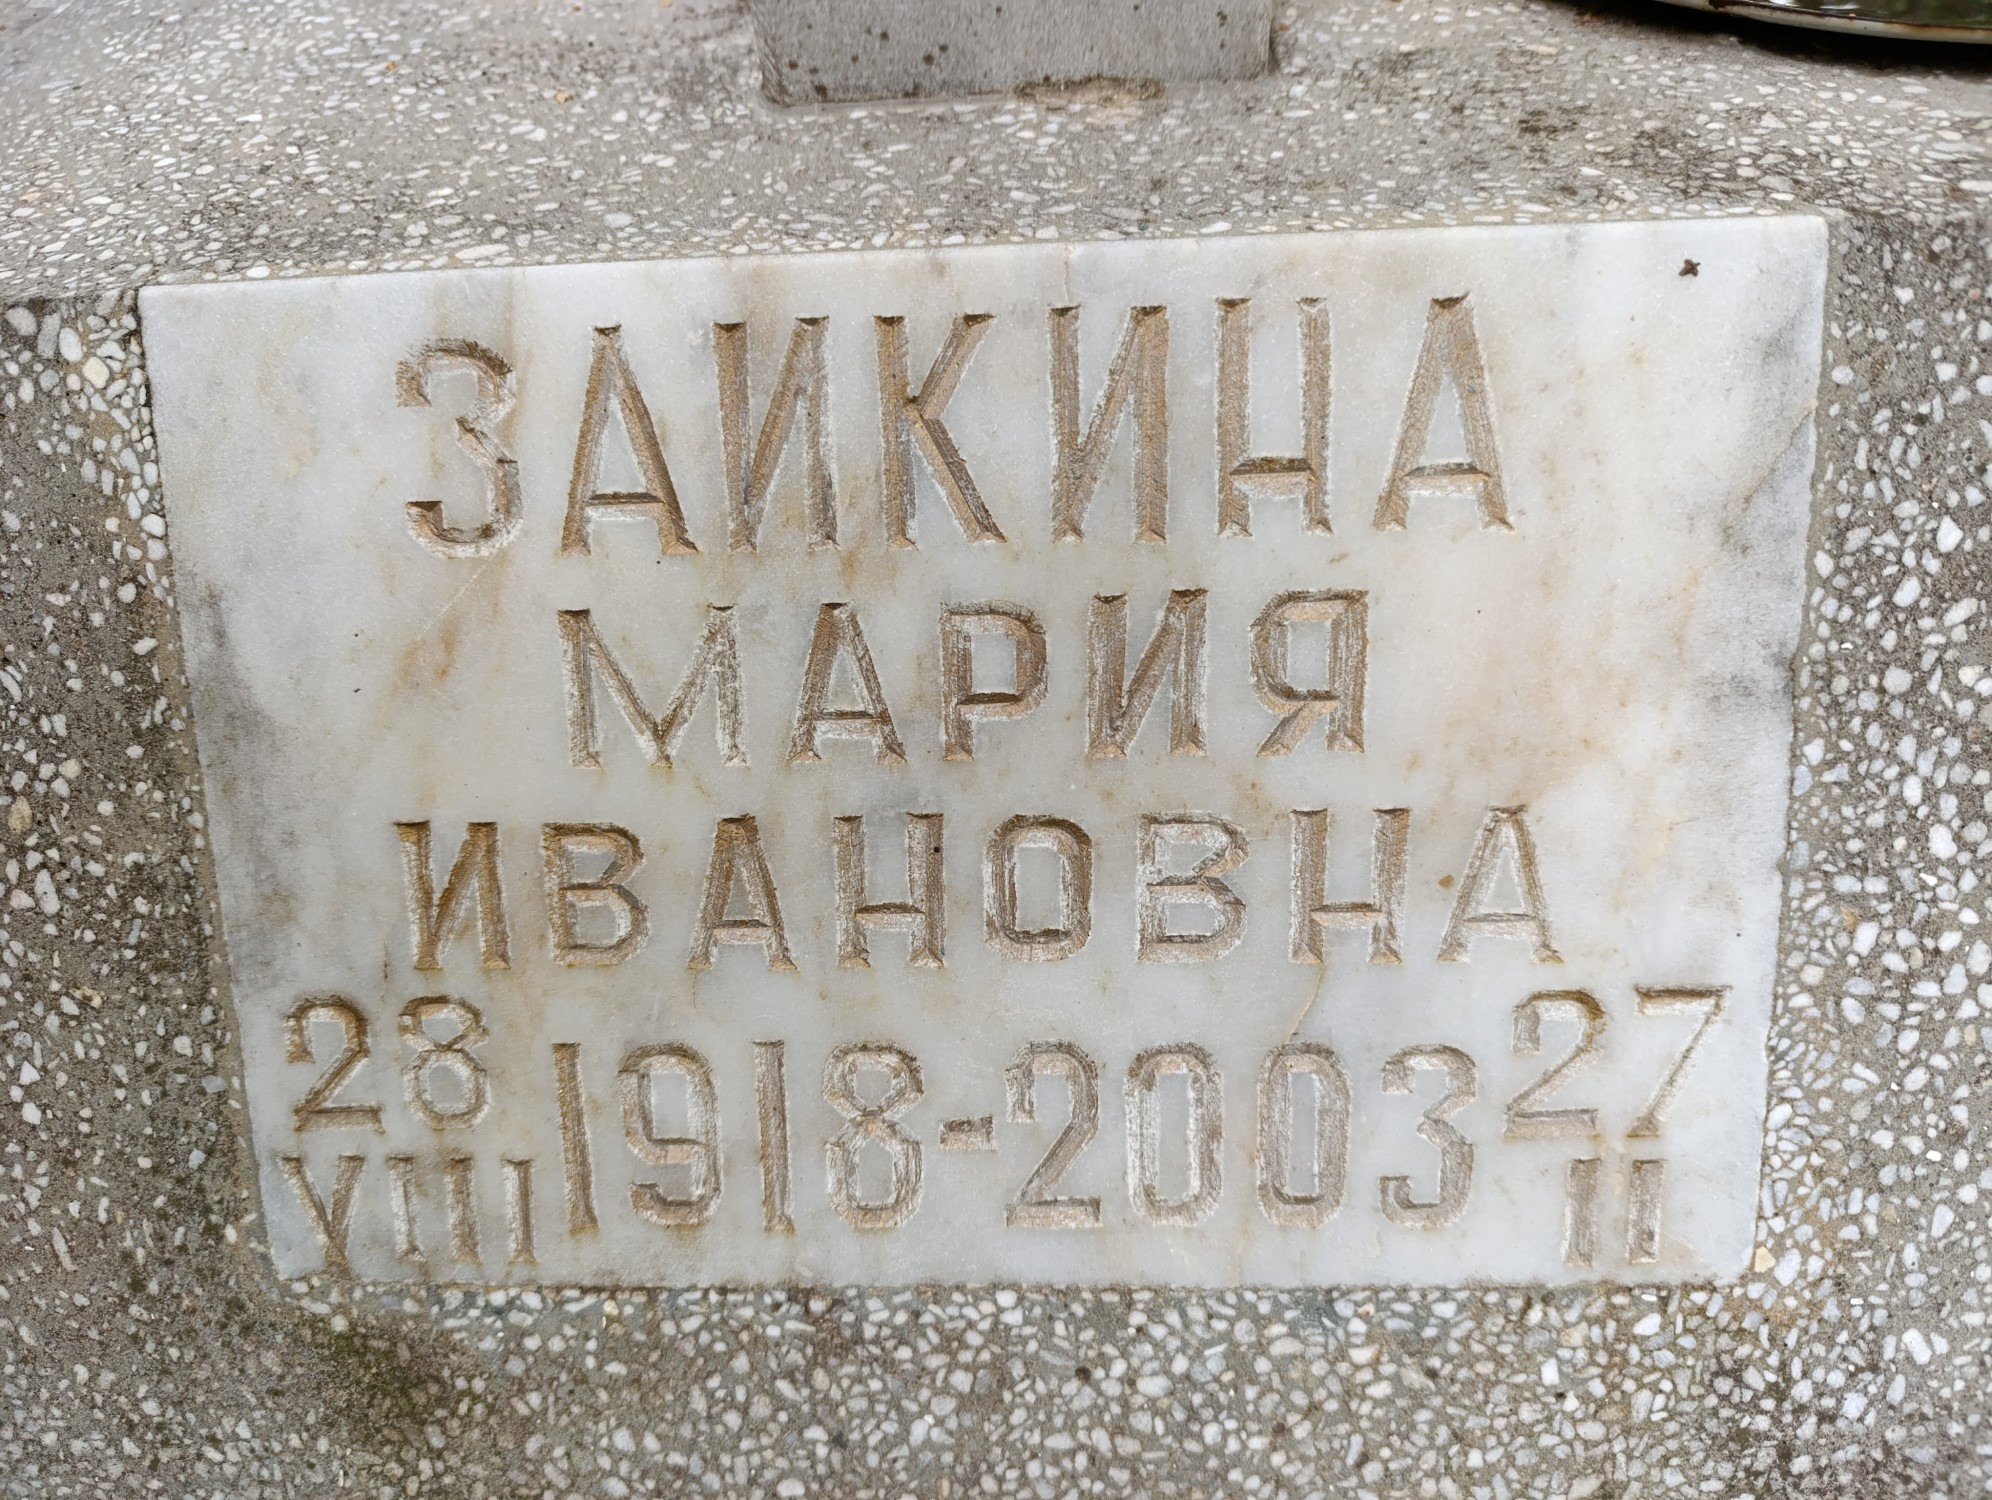 ЗАИКИНА
МАРИЯ
ИВАНОВНА
28 VIII 1918-2003 27 II